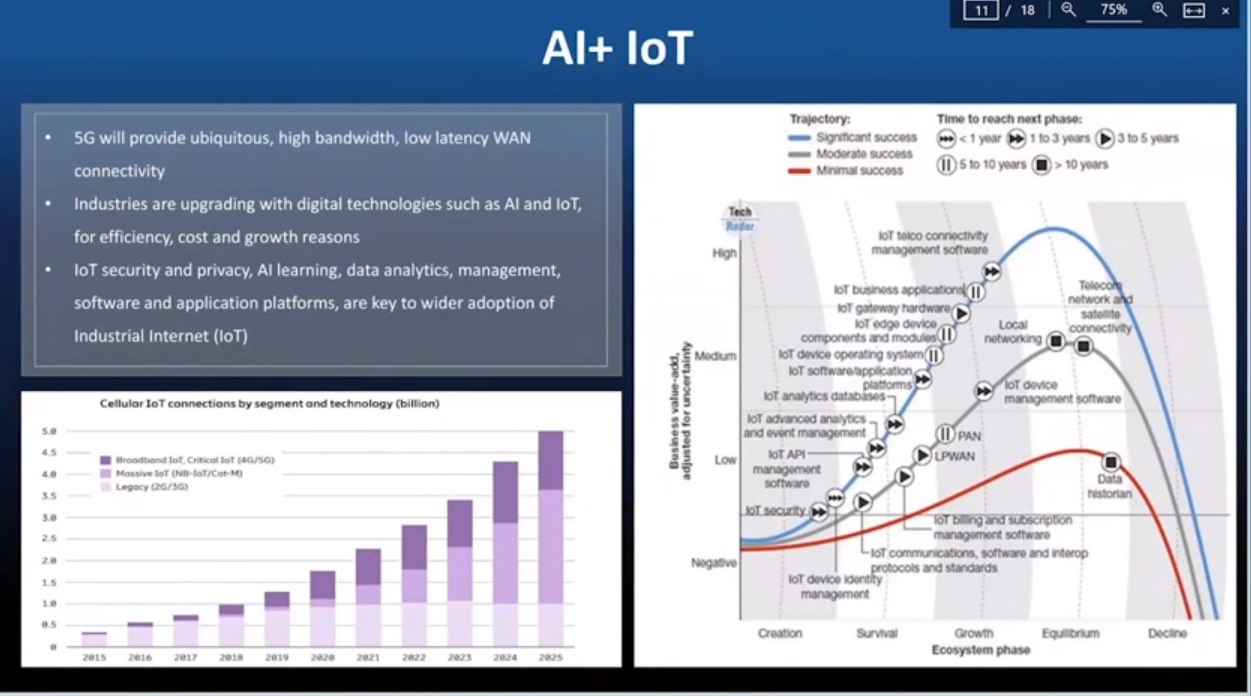 11 / 18 75% ×
AI+ IoT
• 5G will provide ubiquitous, high bandwidth, low latency WAN
connectivity
• Industries are upgrading with digital technologies such as AI and IoT,
for efficiency, cost and growth reasons
• IoT security and privacy, AI learning, data analytics, management,
software and application platforms, are key to wider adoption of
Industrial Internet (IoT)
Cellular IoT connections by segment and technology (billion)
5.0
4.5
4.0
3.5
3.0
2.5
2.0
1.5
1.0
0.5
0
Broadband IoT, Critical IoT (4G/5G)
Massive IoT (NB-IoT/Cat-M)
Legacy (2G/3G)
2015 2016 2017 2018 2019 2020 2021 2022 2023 2024 2025
Trajectory:
Significant success
Moderate success
Minimal success
Time to reach next phase:
< 1 year 1 to 3 years 3 to 5 years
5 to 10 years > 10 years
Tech
Radar
Business value-add,
adjusted for uncertainty
High
Medium
Low
Negative
IoT telco connectivity
management software
IoT business applications
IoT gateway hardware
IoT edge device
components and modules
IoT device operating system
IoT software/application
platforms
IoT analytics databases
IoT advanced analytics
and event management
IoT API
management
software
IoT security
IoT device identity
management
Telecom
network and
satellite
connectivity
Local
networking
IoT device
management software
PAN
LPWAN
IoT billing and subscription
management software
IoT communications, software and interop
protocols and standards
Data
historian
Creation Survival Growth Equilibrium Decline
Ecosystem phase